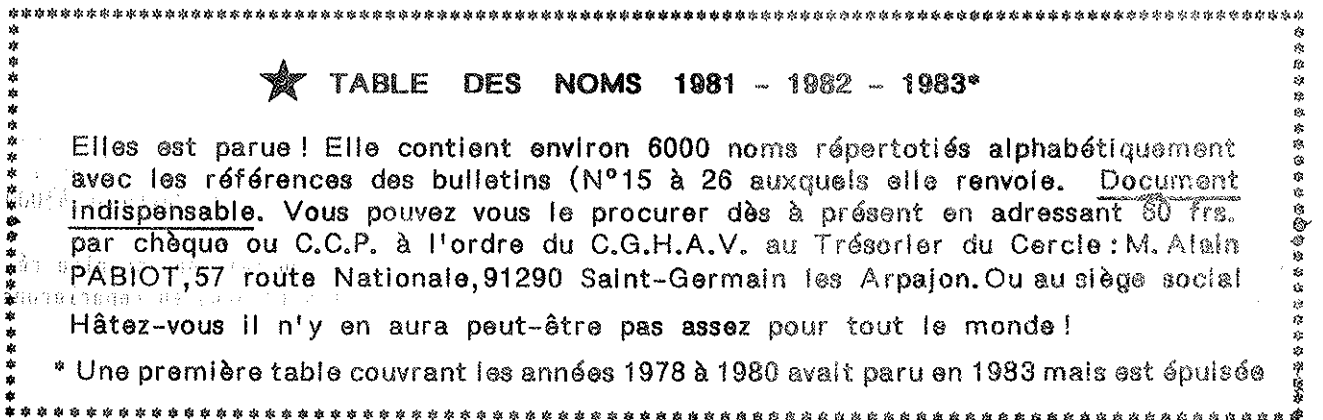 ★ TABLE DES NOMS 1981 - 1982 - 1983*
Elles est parue ! Elle contient environ 6000 noms répertotiés alphabétiquement
avec les références des bulletins (N°15 à 26 auxquels elle renvoie. Document
indispensable. Vous pouvez vous le procurer dès à présent en adressant 60 frs.
par chèque ou C.C.P. à l'ordre du C.G.H.A.V. au Trésorier du Cercle : M. Alain
PABIOT, 57 route Nationale, 91290 Saint-Germain les Arpajon. Ou au siège social
Hâtez-vous il n'y en aura peut-être pas assez pour tout le monde !
* Une première table couvrant les années 1978 à 1980 avait paru en 1983 mais est épuisée